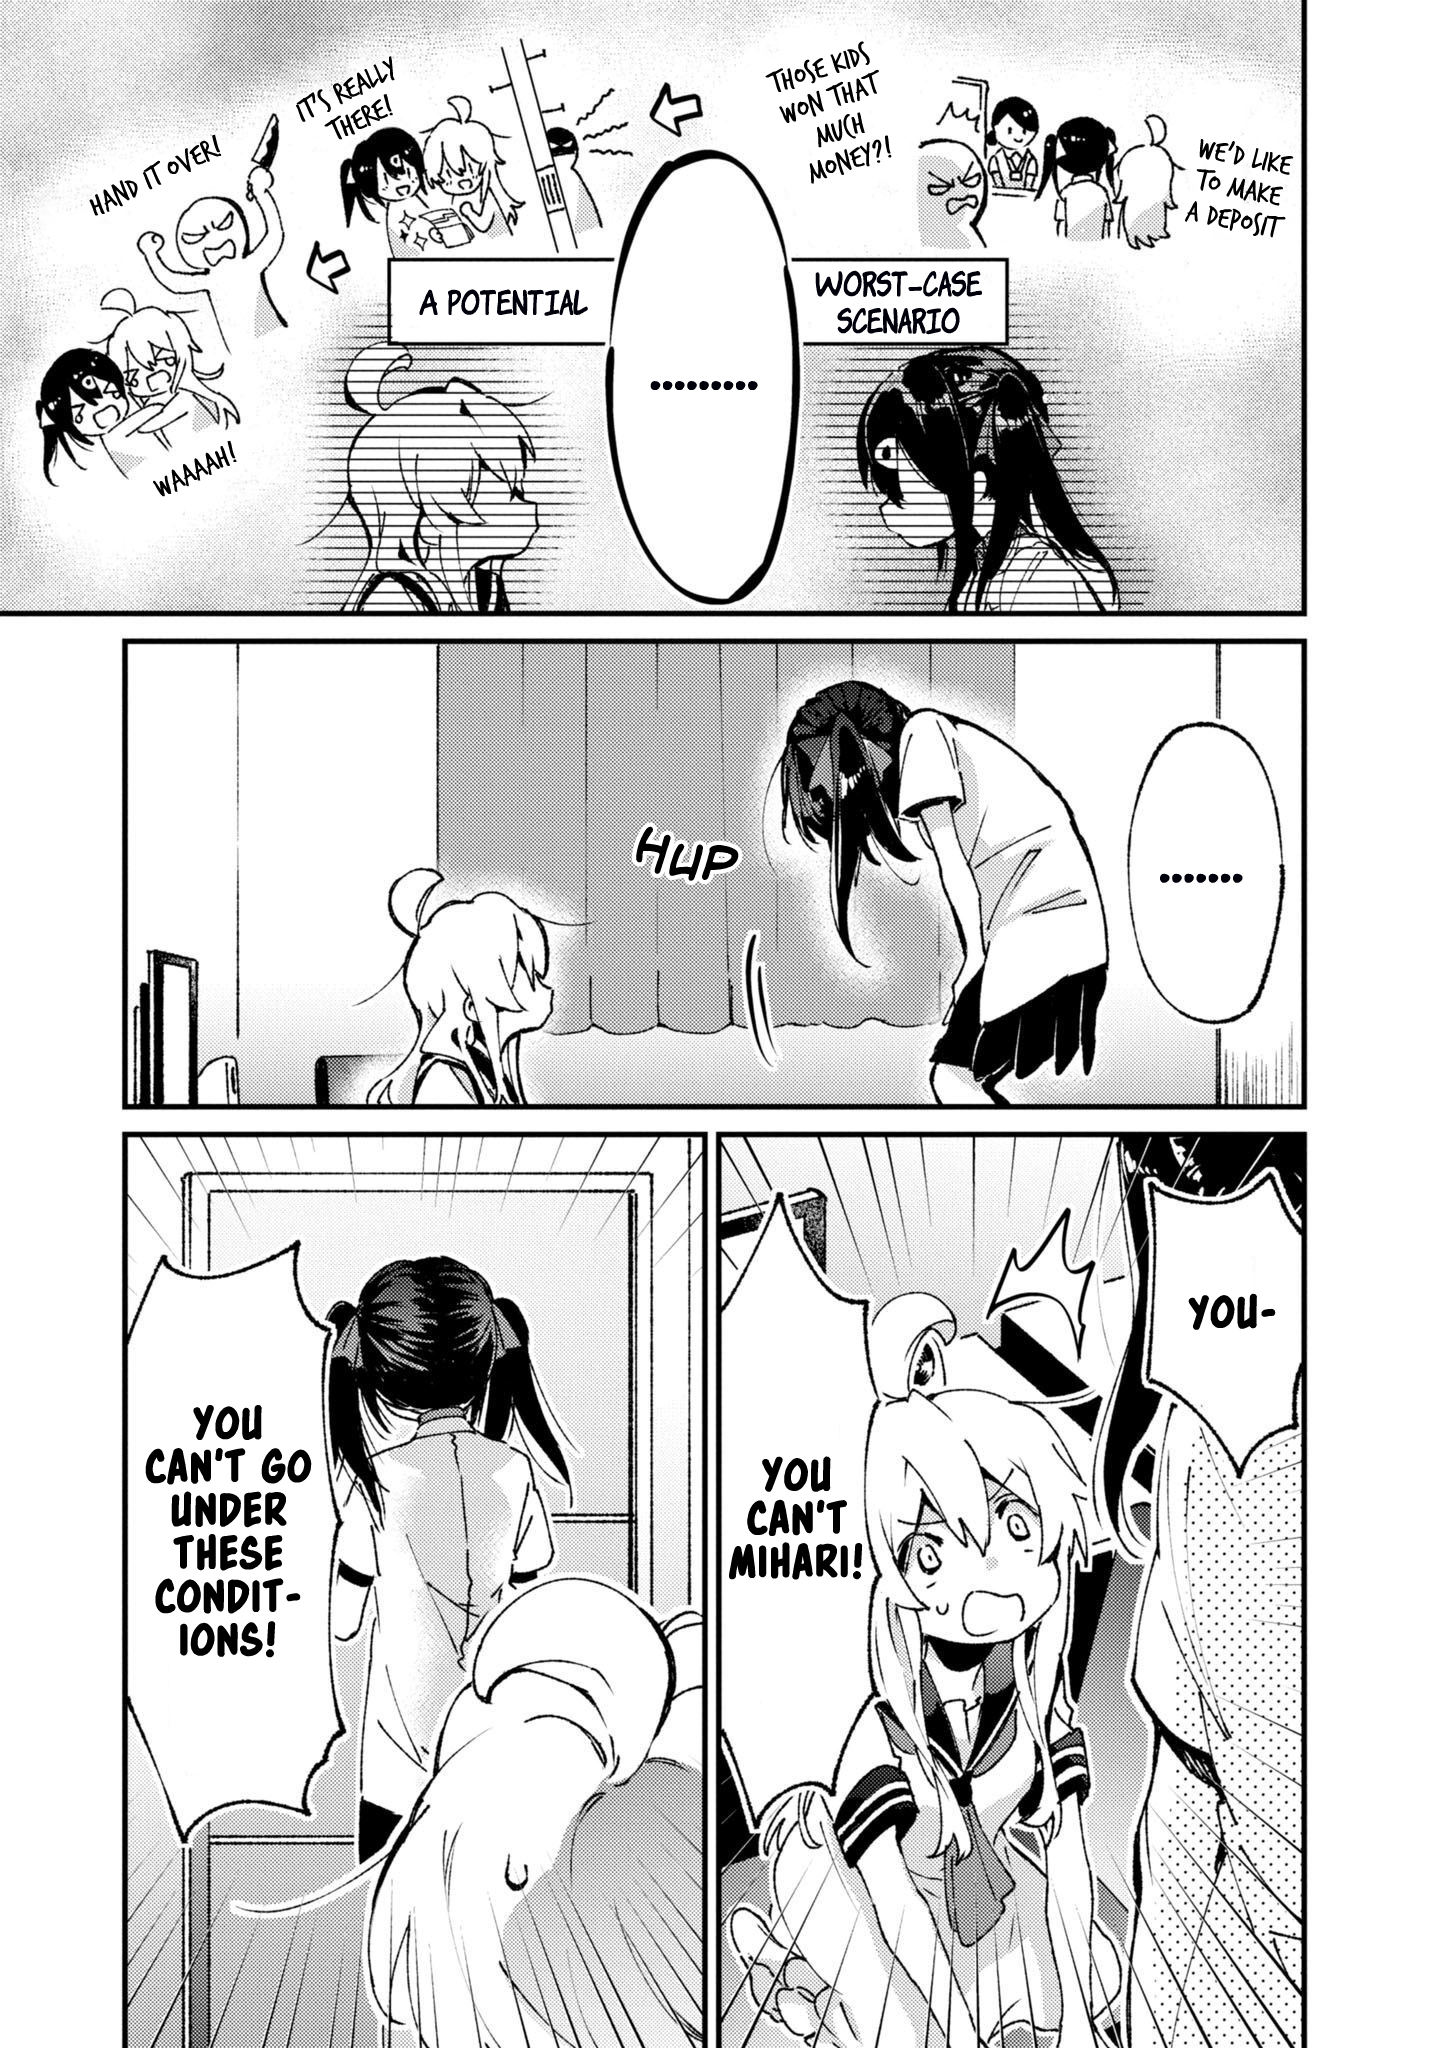 WE'D LIKE
TO MAKE
A DEPOSIT
THOSE KIDS
WON THAT
MUCH
MONEY?!
IT'S REALLY
THERE!
HAND IT OVER!
WAAAAH!
A POTENTIAL
WORST-CASE
SCENARIO
.........
.......
HUP
YOU-
YOU
CAN'T
MIHARI!
YOU
CAN'T GO
UNDER
THESE
CONDIT-
IONS!